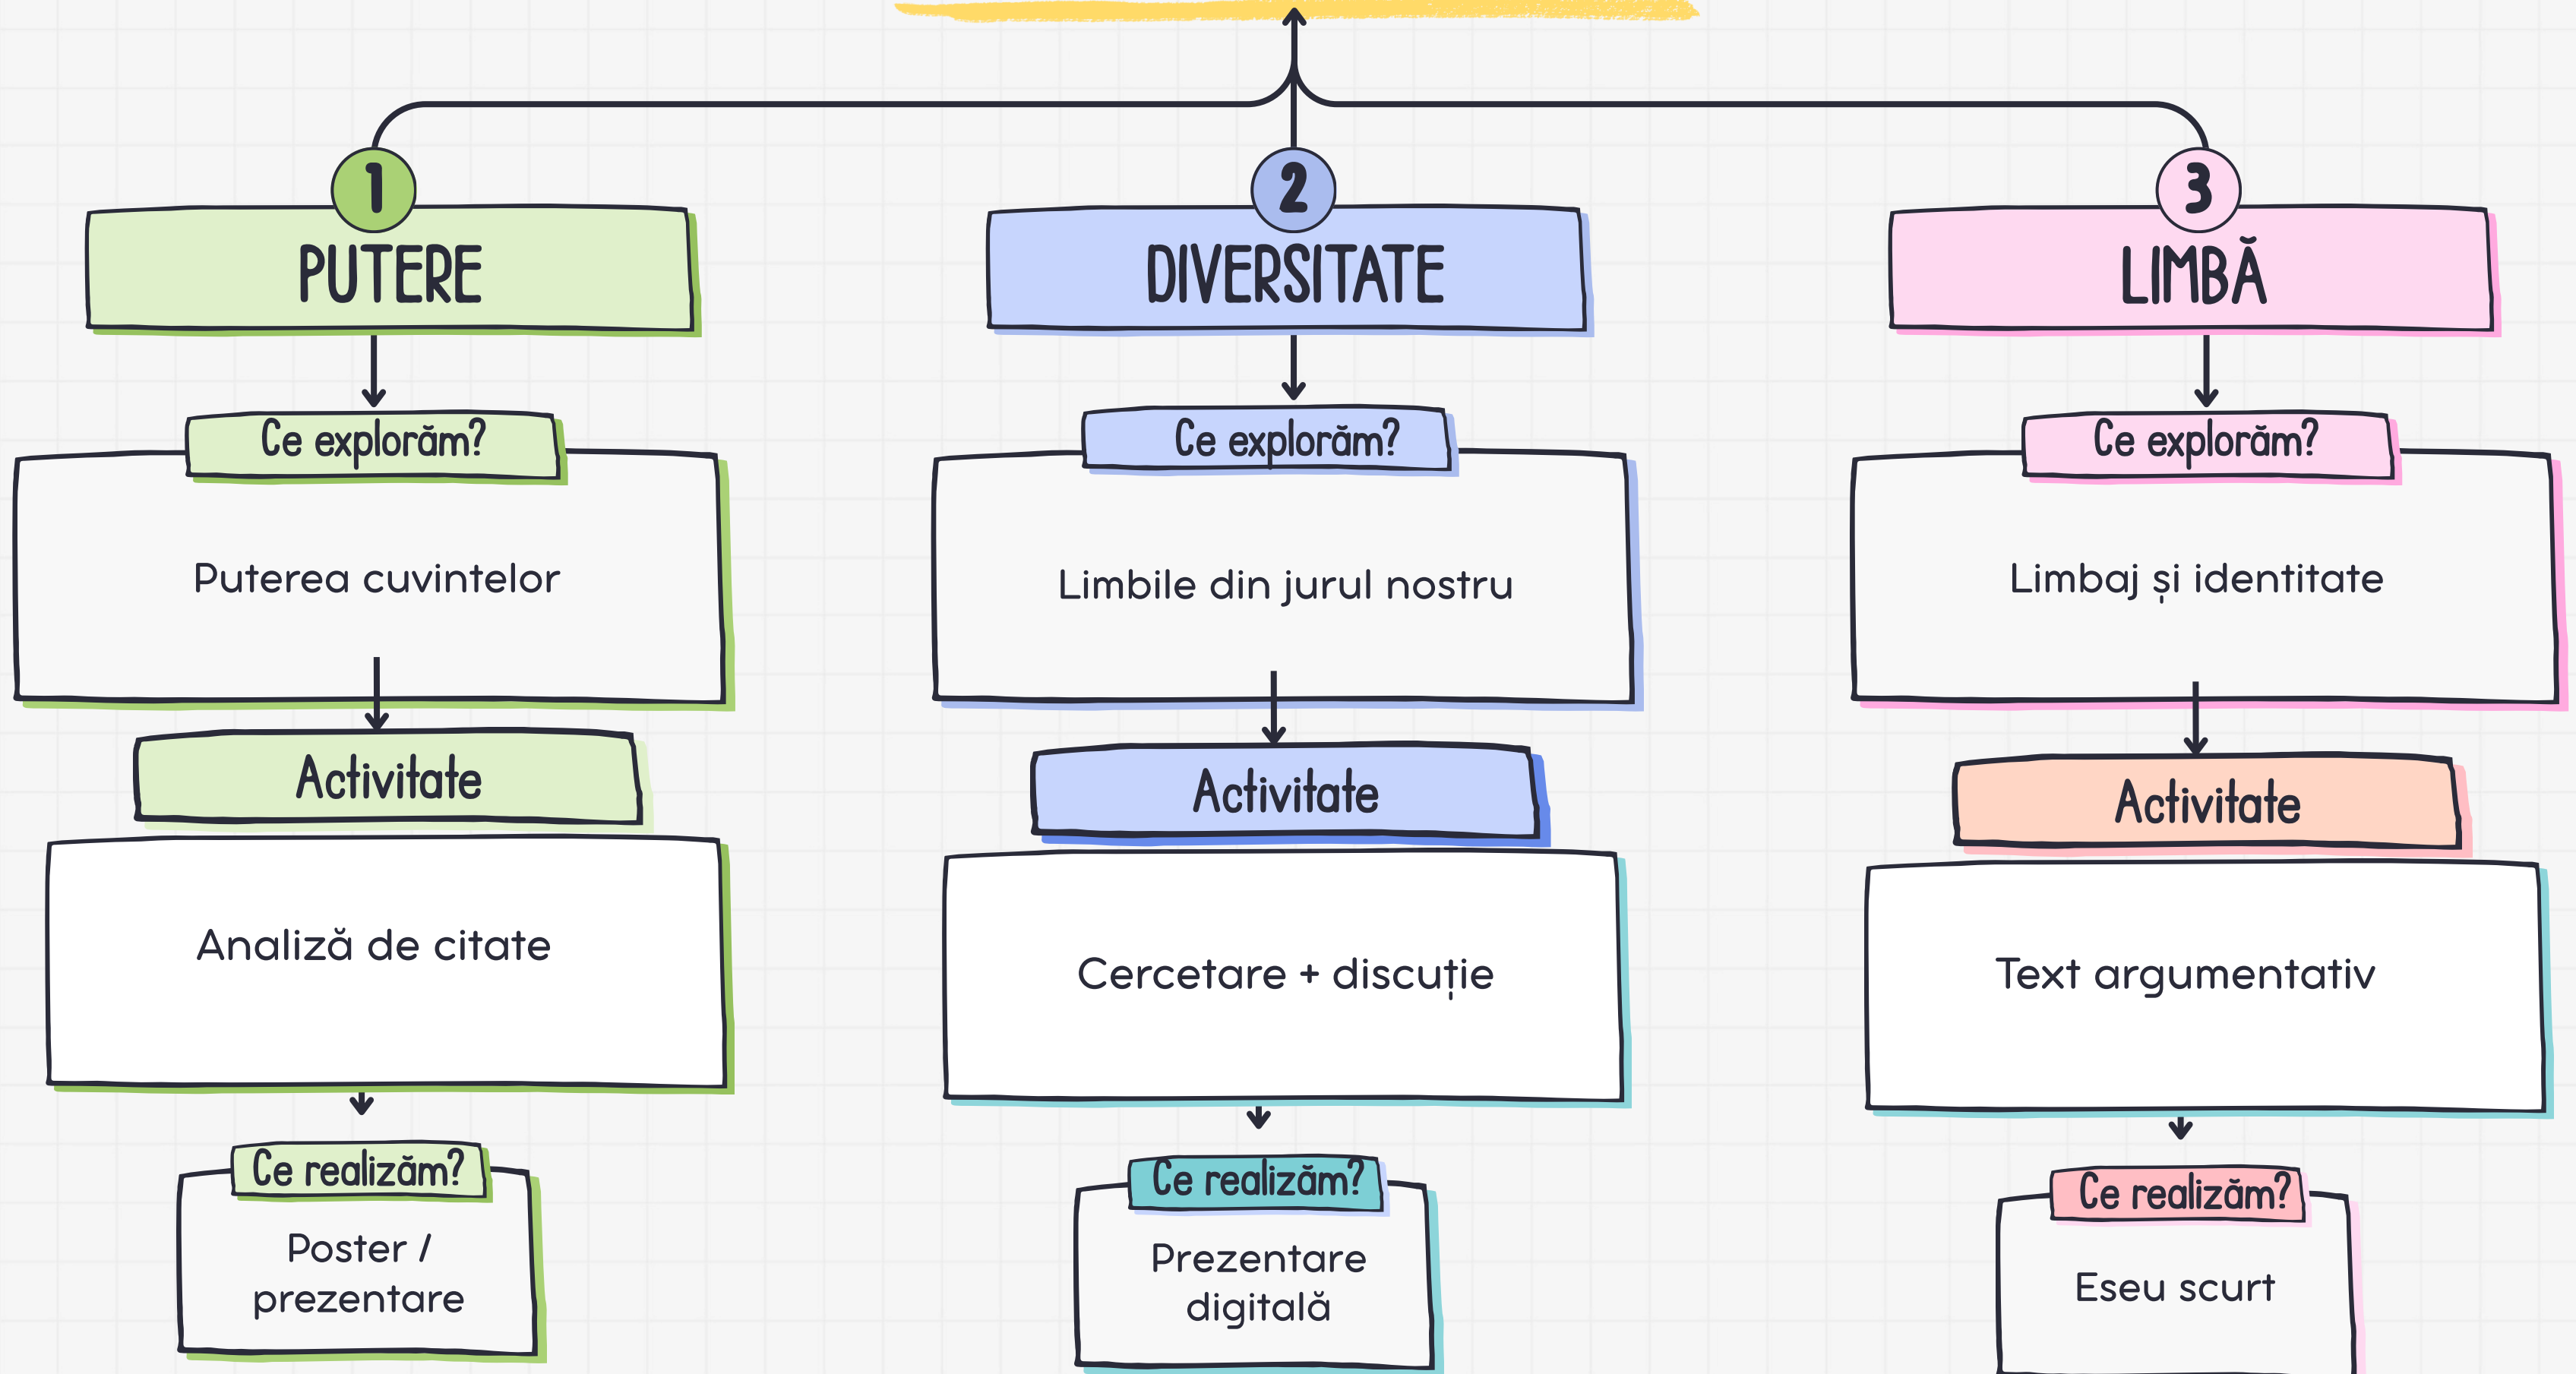 1
PUTERE
Ce explorăm?
Puterea cuvintelor
Activitate
Analiză de citate
Ce realizăm?
Poster /
prezentare
2
DIVERSITATE
Ce explorăm?
Limbile din jurul nostru
Activitate
Cercetare + discuție
Ce realizăm?
Prezentare
digitală
3
LIMBĂ
Ce explorăm?
Limbaj și identitate
Activitate
Text argumentativ
Ce realizăm?
Eseu scurt